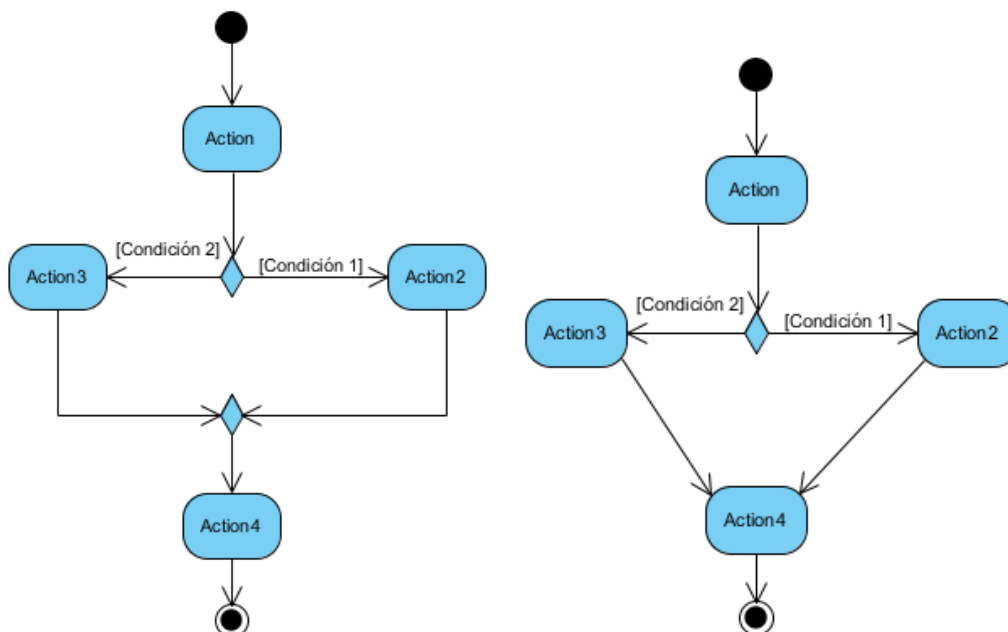 Action
[Condición 2]
Action3
[Condición 1]
Action2
Action4
Action
[Condición 2]
Action3
[Condición 1]
Action2
Action4